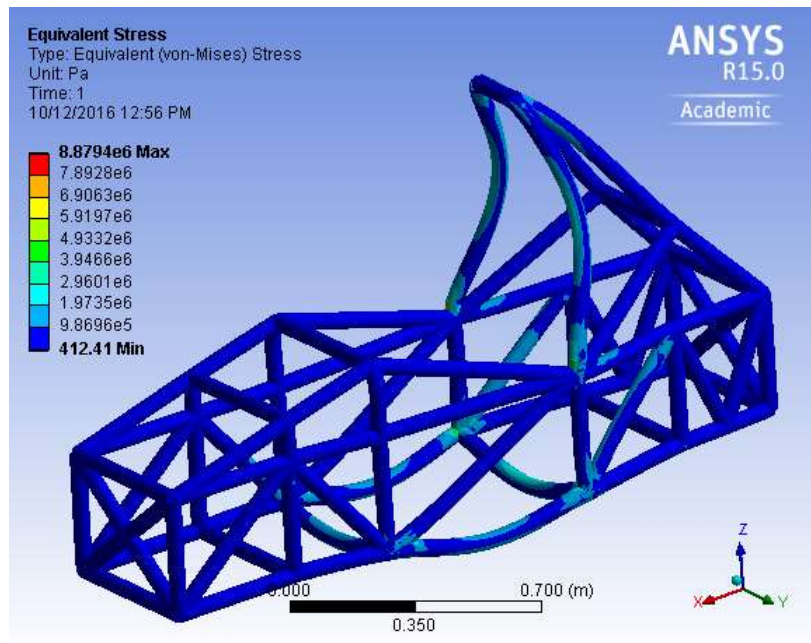 Equivalent Stress
Type: Equivalent (von-Mises) Stress
Unit: Pa
Time: 1
10/12/2016 12:56 PM
8.8794e6 Max
7.8928e6
6.9063e6
5.9197e6
4.9332e6
3.9466e6
2.9601e6
1.9735e6
9.8696e5
412.41 Min
ANSYS
R15.0
Academic
0.000
0.700 (m)
0.350
Z
X
Y